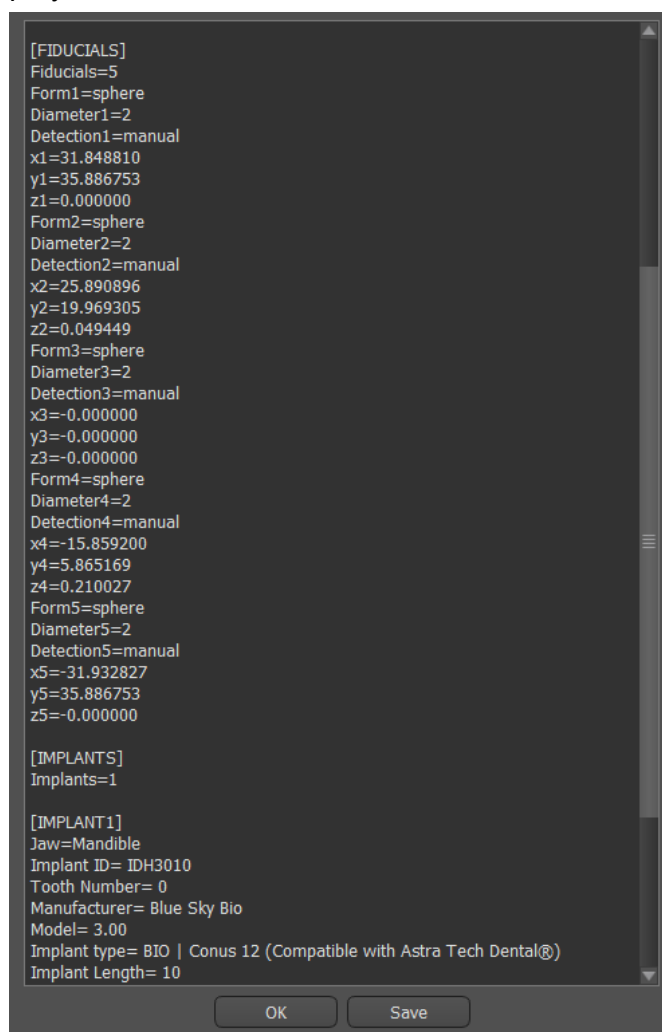 [FIDUCIALS]
Fiducials=5
Form1=sphere
Diameter1=2
Detection1=manual
x1=31.848810
y1=35.886753
z1=0.000000
Form2=sphere
Diameter2=2
Detection2=manual
x2=25.890896
y2=19.969305
z2=0.049449
Form3=sphere
Diameter3=2
Detection3=manual
x3=-0.000000
y3=-0.000000
z3=-0.000000
Form4=sphere
Diameter4=2
Detection4=manual
x4=-15.859200
y4=5.865169
z4=0.210027
Form5=sphere
Diameter5=2
Detection5=manual
x5=-31.932827
y5=35.886753
z5=-0.000000
[IMPLANTS]
Implants=1
[IMPLANT1]
Jaw=Mandible
Implant ID= IDH3010
Tooth Number= 0
Manufacturer= Blue Sky Bio
Model= 3.00
Implant type= BIO | Conus 12 (Compatible with Astra Tech Dental®)
Implant Length= 10
OK Save